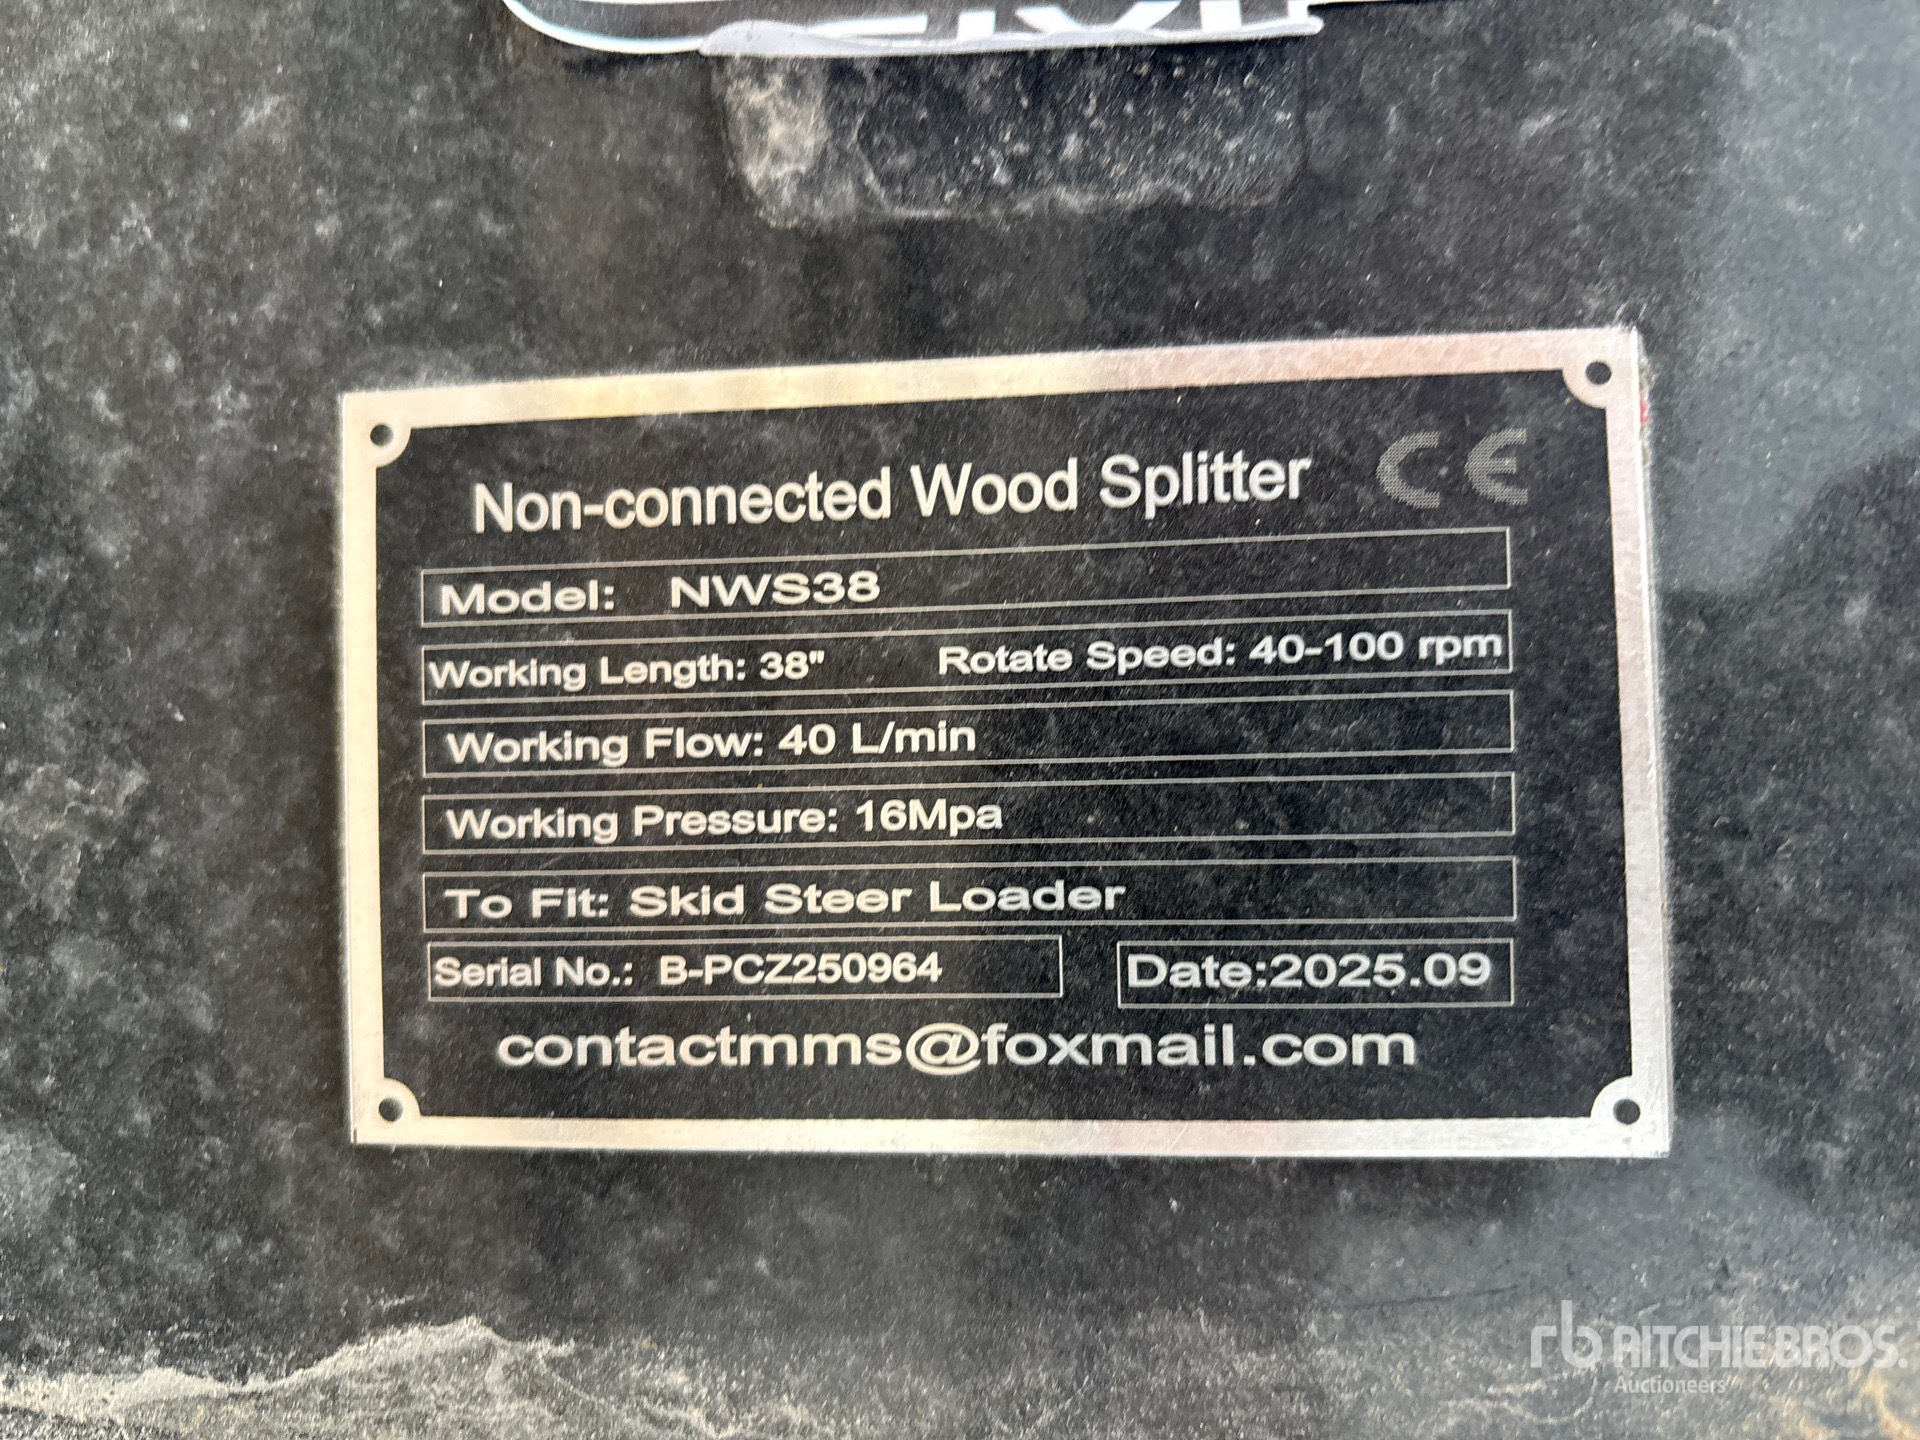 Non-connected Wood Splitter CE
Model: NWS38
Working Length: 38" Rotate Speed: 40-100 rpm
Working Flow: 40 L/min
Working Pressure: 16Mpa
To Fit: Skid Steer Loader
Serial No.: B-PCZ250964 Date:2025.09
contactmms@foxmail.com
rb RITCHIE BROS.
Auctioneers